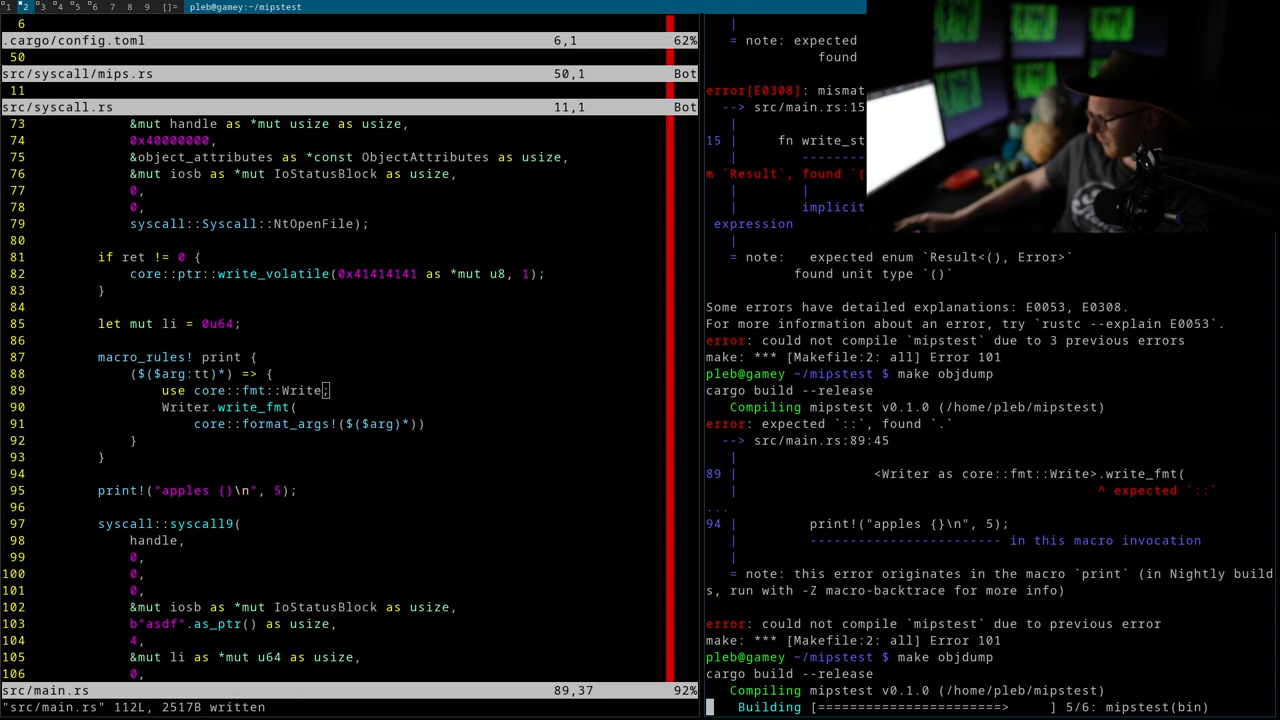 1 2 3 4 5 6 7 8 9 []= pleb@gamey:~/mipstest
6
.cargo/config.toml 6,1 62%
50
src/syscall/mips.rs 50,1 Bot
11
src/syscall.rs 11,1 Bot
73 &mut handle as *mut usize as usize,
74 0x40000000,
75 &object_attributes as *const ObjectAttributes as usize,
76 &mut iosb as *mut IoStatusBlock as usize,
77 0,
78 0,
79 syscall::Syscall::NtOpenFile);
80
81 if ret != 0 {
82 core::ptr::write_volatile(0x41414141 as *mut u8, 1);
83 }
84
85 let mut li = 0u64;
86
87 macro_rules! print {
88 ($($arg:tt)*) => {
89 use core::fmt::Write;
90 Writer.write_fmt(
91 core::format_args!($($arg)*))
92 }
93 }
94
95 print!("apples {}\n", 5);
96
97 syscall::syscall9(
98 handle,
99 0,
100 0,
101 0,
102 &mut iosb as *mut IoStatusBlock as usize,
103 b"asdf".as_ptr() as usize,
104 4,
105 &mut li as *mut u64 as usize,
106 0,
src/main.rs 89,37 92%
"src/main.rs" 112L, 2517B written
|
= note: expected
found
error[E0308]: mismat
--> src/main.rs:15
|
15 | fn write_st
| --------
m `Result`, found `(
| |
| implicit
expression
|
= note: expected enum `Result<(), Error>`
found unit type `()`
Some errors have detailed explanations: E0053, E0308.
For more information about an error, try `rustc --explain E0053`.
error: could not compile `mipstest` due to 3 previous errors
make: *** [Makefile:2: all] Error 101
pleb@gamey ~/mipstest $ make objdump
cargo build --release
Compiling mipstest v0.1.0 (/home/pleb/mipstest)
error: expected `::`, found `.`
--> src/main.rs:89:45
|
89 | <Writer as core::fmt::Write>.write_fmt(
| ^ expected `::`
...
94 | print!("apples {}\n", 5);
| ------------------------ in this macro invocation
|
= note: this error originates in the macro `print` (in Nightly build
s, run with -Z macro-backtrace for more info)
error: could not compile `mipstest` due to previous error
make: *** [Makefile:2: all] Error 101
pleb@gamey ~/mipstest $ make objdump
cargo build --release
Compiling mipstest v0.1.0 (/home/pleb/mipstest)
Building [=======================> ] 5/6: mipstest(bin)